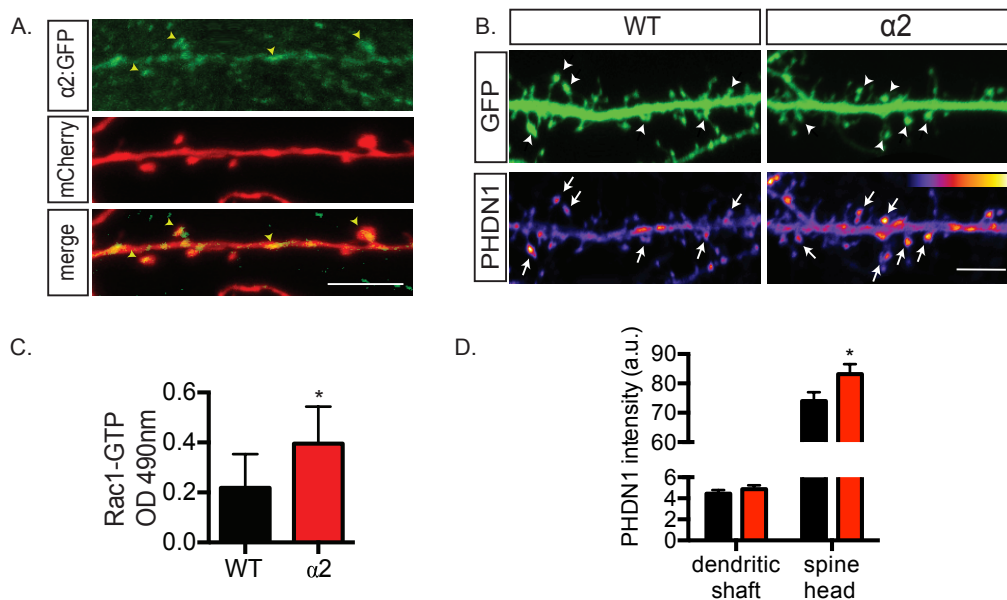 A.
α2:GFP
mCherry
merge
B.
WT
α2
GFP
PHDN1
C.
Rac1-GTP
OD 490nm
0.6
0.4
0.2
0.0
*
WT
α2
D.
PHDN1 intensity (a.u.)
90
80
70
60
6
4
2
0
*
dendritic
shaft
spine
head